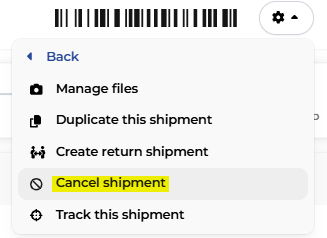 Back
Manage files
Duplicate this shipment
Create return shipment
Cancel shipment
Track this shipment